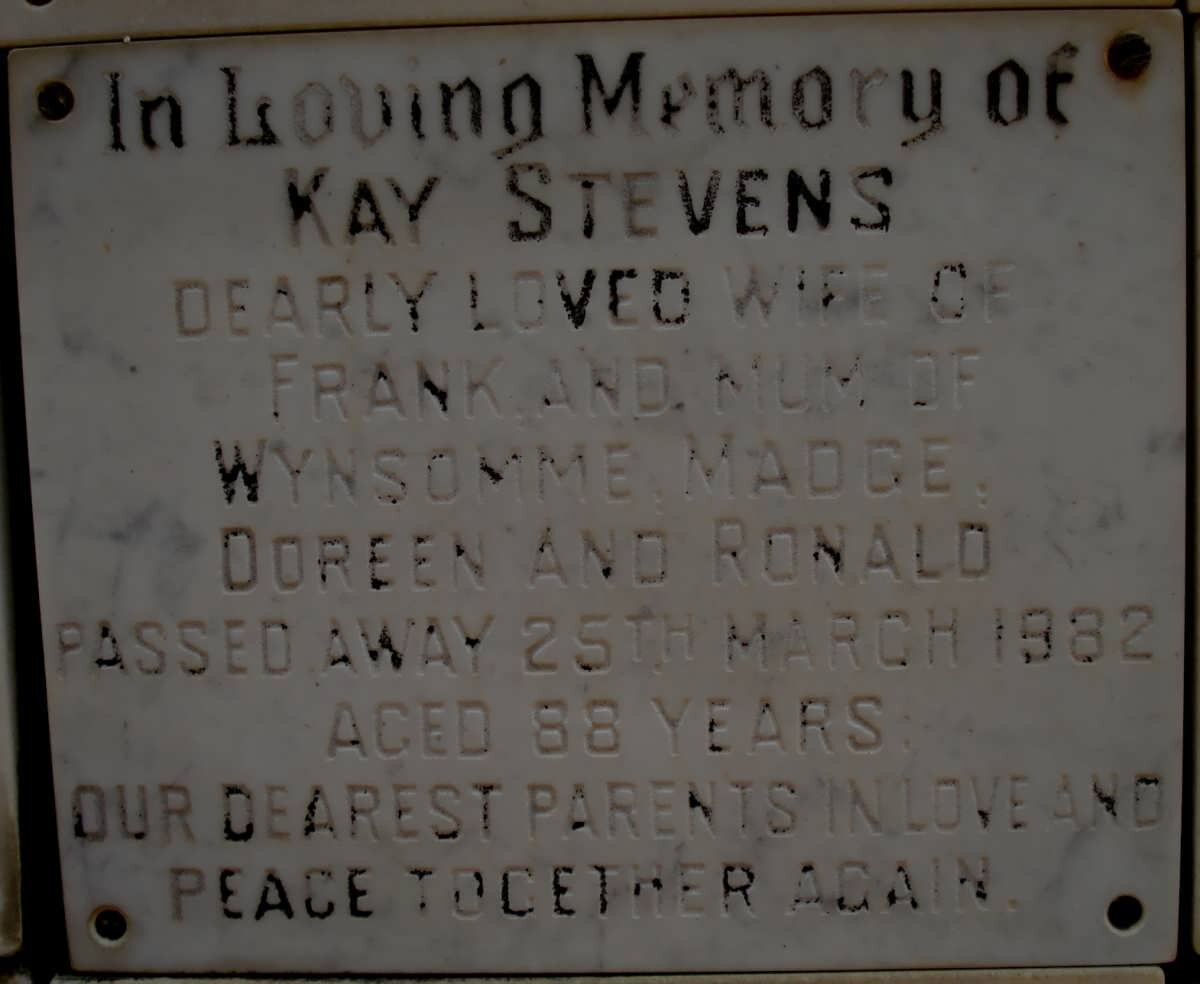 In Loving Memory of
KAY STEVENS
DEARLY LOVED WIFE OF
FRANK AND MUM OF
WYNSOMME, MADGE,
DOREEN AND RONALD
PASSED AWAY 25TH MARCH 1982
AGED 88 YEARS.
OUR DEAREST PARENTS IN LOVE AND
PEACE TOGETHER AGAIN.